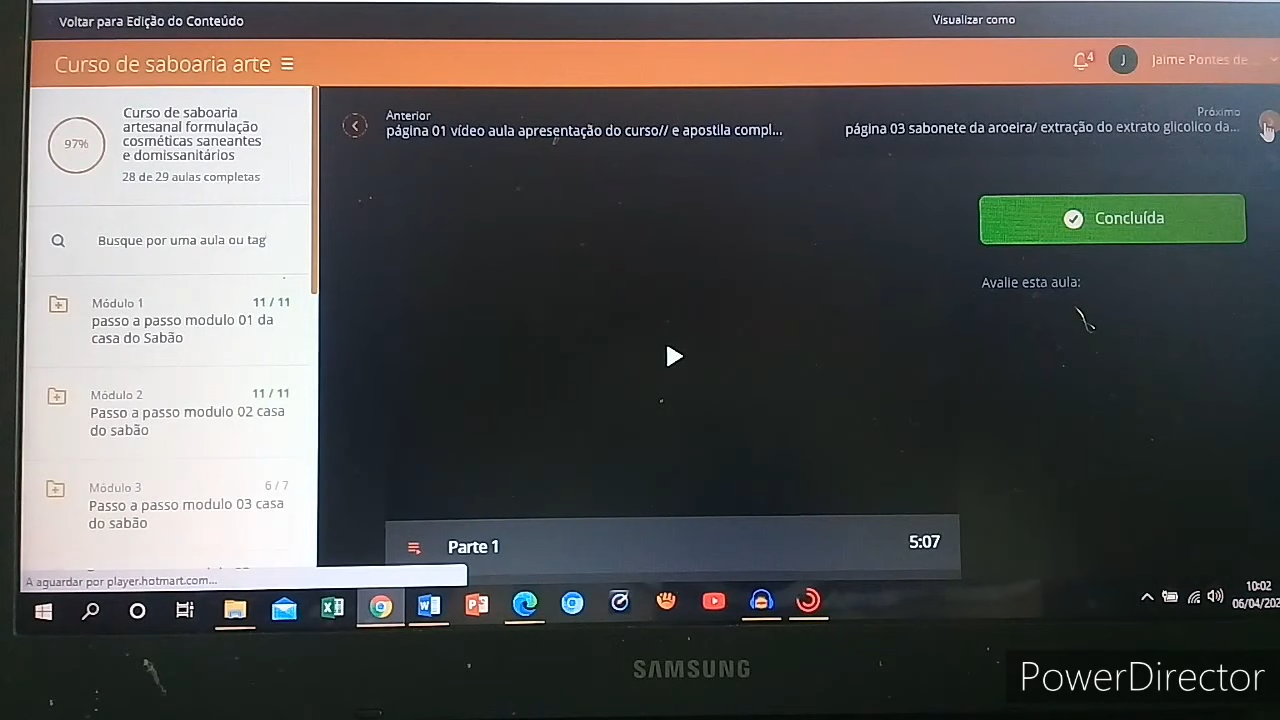 Voltar para Edição do Conteúdo
Visualizar como
Curso de saboaria arte
4
J
Jaime Pontes de ...
97%
Curso de saboaria
artesanal formulação
cosméticas saneantes
e domissanitários
28 de 29 aulas completas
Anterior
página 01 vídeo aula apresentação do curso// e apostila compl...
Próximo
página 03 sabonete da aroeira/ extração do extrato glicolico da...
Concluída
Avalie esta aula:
Busque por uma aula ou tag
Módulo 1
11 / 11
passo a passo modulo 01 da
casa do Sabão
Módulo 2
11 / 11
Passo a passo modulo 02 casa
do sabão
Módulo 3
6 / 7
Passo a passo modulo 03 casa
do sabão
Parte 1
5:07
A aguardar por player.hotmart.com...
10:02
06/04/202
SAMSUNG
PowerDirector